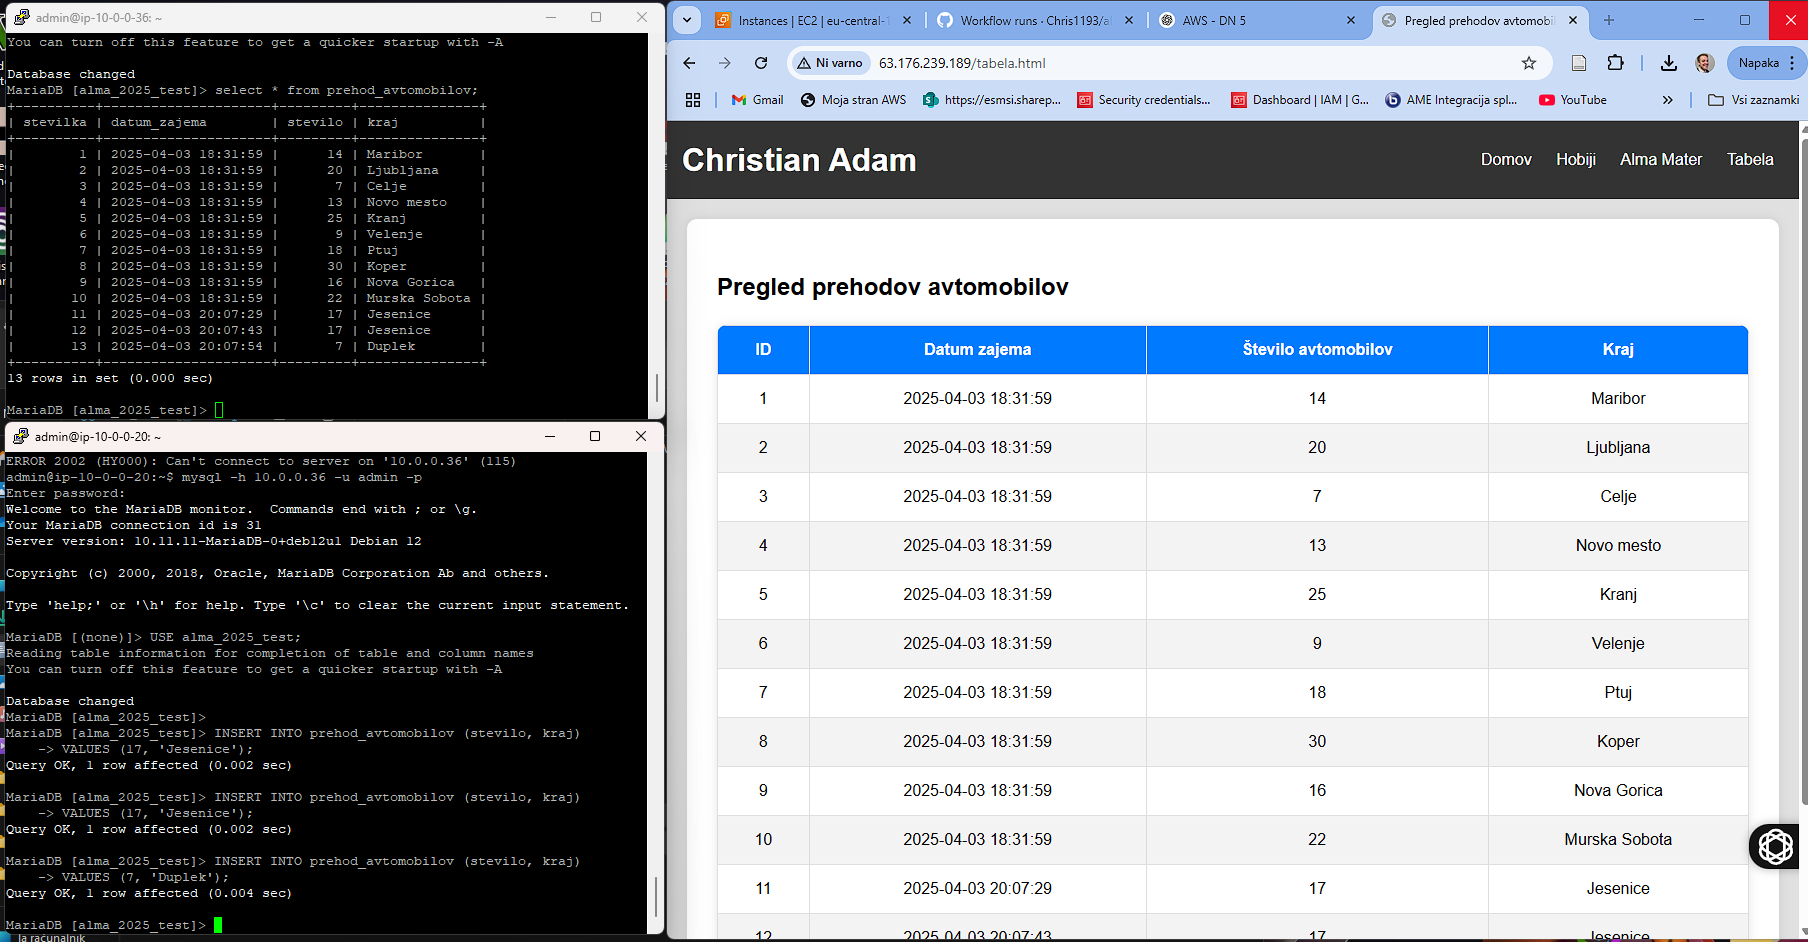 admin@ip-10-0-0-36: ~
You can turn off this feature to get a quicker startup with -A
Database changed
MariaDB [alma_2025_test]> select * from prehod_avtomobilov;
+----------+---------------------+---------+---------------+
| stevilka | datum_zajema | stevilo | kraj |
+----------+---------------------+---------+---------------+
| 1 | 2025-04-03 18:31:59 | 14 | Maribor |
| 2 | 2025-04-03 18:31:59 | 20 | Ljubljana |
| 3 | 2025-04-03 18:31:59 | 7 | Celje |
| 4 | 2025-04-03 18:31:59 | 13 | Novo mesto |
| 5 | 2025-04-03 18:31:59 | 25 | Kranj |
| 6 | 2025-04-03 18:31:59 | 9 | Velenje |
| 7 | 2025-04-03 18:31:59 | 18 | Ptuj |
| 8 | 2025-04-03 18:31:59 | 30 | Koper |
| 9 | 2025-04-03 18:31:59 | 16 | Nova Gorica |
| 10 | 2025-04-03 18:31:59 | 22 | Murska Sobota |
| 11 | 2025-04-03 20:07:29 | 17 | Jesenice |
| 12 | 2025-04-03 20:07:43 | 17 | Jesenice |
| 13 | 2025-04-03 20:07:54 | 7 | Duplek |
+----------+---------------------+---------+---------------+
13 rows in set (0.000 sec)
MariaDB [alma_2025_test]>
admin@ip-10-0-0-20: ~
ERROR 2002 (HY000): Can't connect to server on '10.0.0.36' (115)
admin@ip-10-0-0-20:~$ mysql -h 10.0.0.36 -u admin -p
Enter password:
Welcome to the MariaDB monitor.  Commands end with ; or \g.
Your MariaDB connection id is 31
Server version: 10.11.11-MariaDB-0+deb12u1 Debian 12
Copyright (c) 2000, 2018, Oracle, MariaDB Corporation Ab and others.
Type 'help;' or '\h' for help. Type '\c' to clear the current input statement.
MariaDB [(none)]> USE alma_2025_test;
Reading table information for completion of table and column names
You can turn off this feature to get a quicker startup with -A
Database changed
MariaDB [alma_2025_test]>
MariaDB [alma_2025_test]> INSERT INTO prehod_avtomobilov (stevilo, kraj)
-> VALUES (17, 'Jesenice');
Query OK, 1 row affected (0.002 sec)
MariaDB [alma_2025_test]> INSERT INTO prehod_avtomobilov (stevilo, kraj)
-> VALUES (17, 'Jesenice');
Query OK, 1 row affected (0.002 sec)
MariaDB [alma_2025_test]> INSERT INTO prehod_avtomobilov (stevilo, kraj)
-> VALUES (7, 'Duplek');
Query OK, 1 row affected (0.004 sec)
MariaDB [alma_2025_test]>
la racunalnik
Instances | EC2 | eu-central-1
Workflow runs · Chris1193/al
AWS - DN 5
Pregled prehodov avtomobil
Ni varno
63.176.239.189/tabela.html
Napaka
Gmail
Moja stran AWS
https://esmsi.sharep...
Security credentials...
Dashboard | IAM | G...
AME Integracija spl...
YouTube
»
Vsi zaznamki
Christian Adam
Domov Hobiji Alma Mater Tabela
Pregled prehodov avtomobilov
ID Datum zajema Število avtomobilov Kraj
1 2025-04-03 18:31:59 14 Maribor
2 2025-04-03 18:31:59 20 Ljubljana
3 2025-04-03 18:31:59 7 Celje
4 2025-04-03 18:31:59 13 Novo mesto
5 2025-04-03 18:31:59 25 Kranj
6 2025-04-03 18:31:59 9 Velenje
7 2025-04-03 18:31:59 18 Ptuj
8 2025-04-03 18:31:59 30 Koper
9 2025-04-03 18:31:59 16 Nova Gorica
10 2025-04-03 18:31:59 22 Murska Sobota
11 2025-04-03 20:07:29 17 Jesenice
12 2025-04-03 20:07:43 17 Jesenice